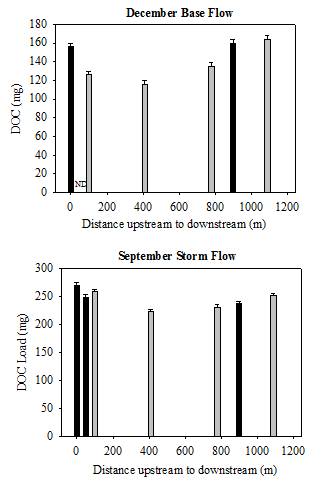 December Base Flow
180
160
140
120
100
80
60
40
20
0
DOC (mg)
ND
0 200 400 600 800 1000 1200
Distance upstream to downstream (m)
September Storm Flow
300
250
200
150
100
50
0
DOC Load (mg)
0 200 400 600 800 1000 1200
Distance upstream to downstream (m)